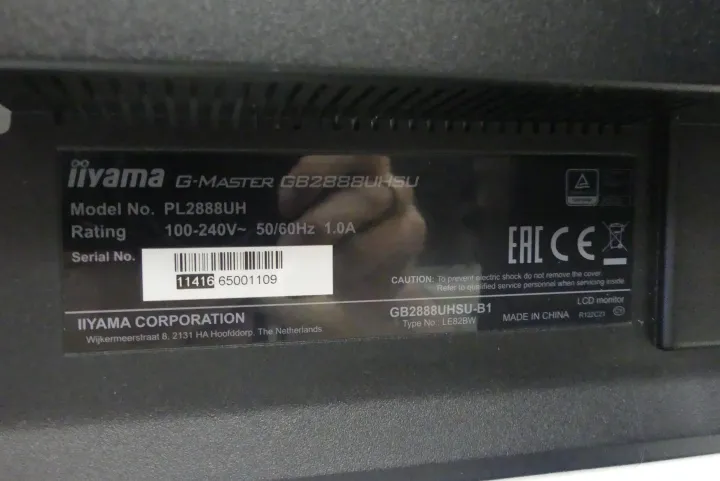 iiyama G-MASTER GB2888UHSU
Model No. PL2888UH
Rating 100-240V~ 50/60Hz 1.0A
Serial No.
11416 65001109
EAC CE
CAUTION: To prevent electric shock do not remove the cover.
Refer to qualified service personnel when servicing inside.
IIYAMA CORPORATION
Wijkermeerstraat 8, 2131 HA Hoofddorp, The Netherlands
GB2888UHSU-B1
Type No.: LE82BW
LCD monitor
MADE IN CHINA R102C21